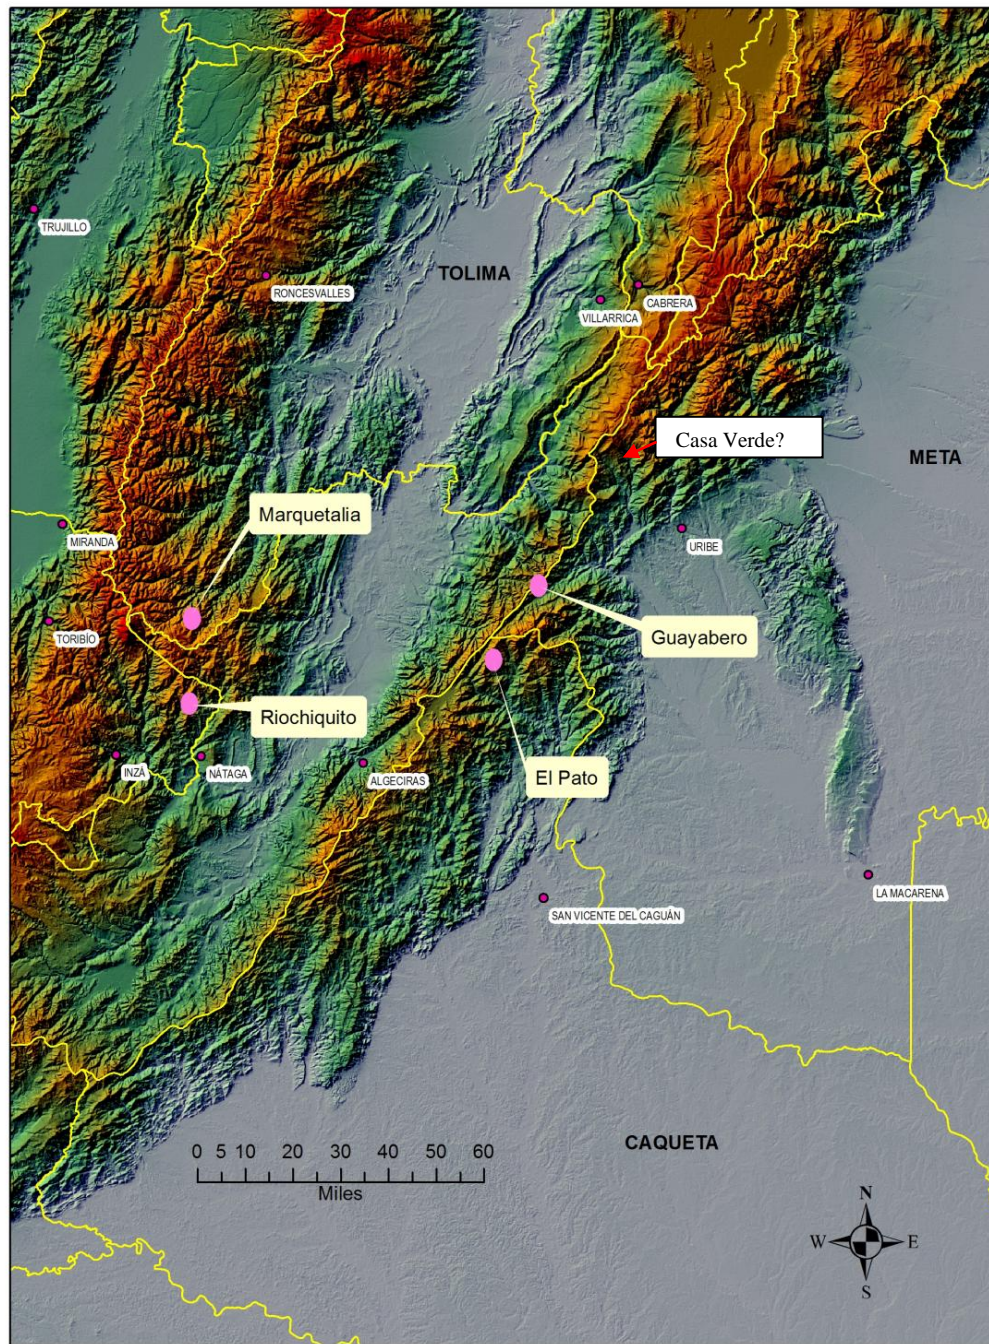 TRUJILLO
TOLIMA
RONCESVALLES
CABRERA
VILLARRICA
Casa Verde?
META
Marquetalia
MIRANDA
URIBE
TORIBÍO
Guayabero
Riochiquito
INZÁ
NÁTAGA
ALGECIRAS
El Pato
LA MACARENA
SAN VICENTE DEL CAGUÁN
CAQUETA
0 5 10 20 30 40 50 60
Miles
N
W E
S